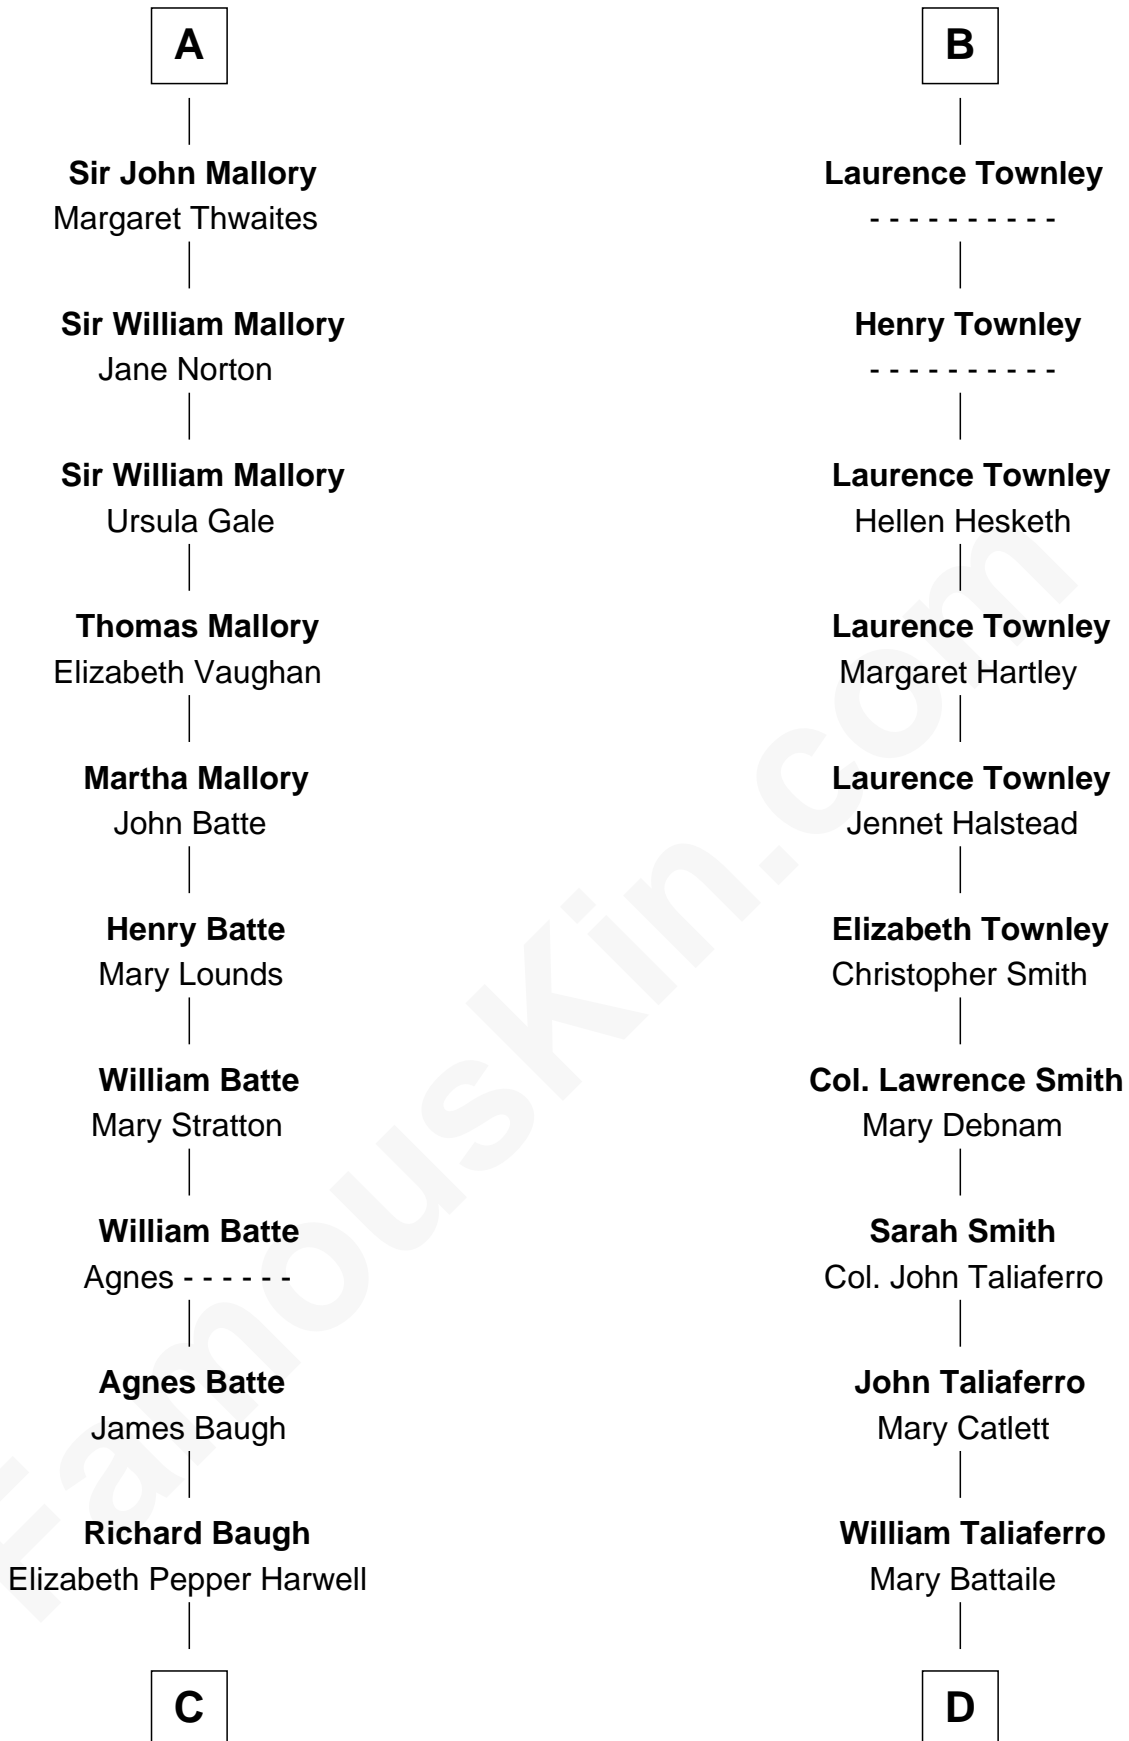 A
Sir John Mallory
Margaret Thwaites
Sir William Mallory
Jane Norton
Sir William Mallory
Ursula Gale
Thomas Mallory
Elizabeth Vaughan
Martha Mallory
John Batte
Henry Batte
Mary Lounds
William Batte
Mary Stratton
William Batte
Agnes - - - - - -
Agnes Batte
James Baugh
Richard Baugh
Elizabeth Pepper Harwell
C
B
Laurence Townley
- - - - - - - - - -
Henry Townley
- - - - - - - - - -
Laurence Townley
Hellen Hesketh
Laurence Townley
Margaret Hartley
Laurence Townley
Jennet Halstead
Elizabeth Townley
Christopher Smith
Col. Lawrence Smith
Mary Debnam
Sarah Smith
Col. John Taliaferro
John Taliaferro
Mary Catlett
William Taliaferro
Mary Battaile
D
FamousKin.com